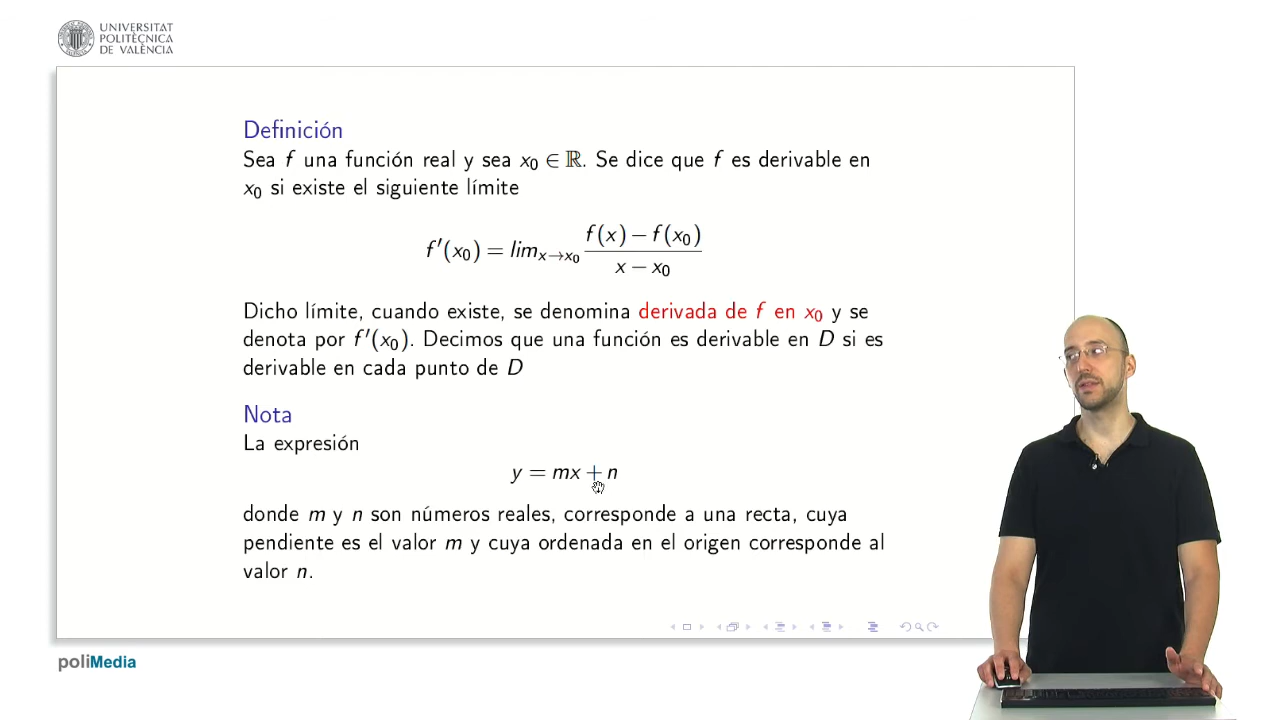 UNIVERSITAT
POLITÈCNICA
DE VALÈNCIA
Definición
Sea f una función real y sea x₀ ∈ ℝ. Se dice que f es derivable en
x₀ si existe el siguiente límite
f′(x₀) = lim_{x→x₀} \frac{f(x) − f(x₀)}{x − x₀}
Dicho límite, cuando existe, se denomina derivada de f en x₀ y se
denota por f′(x₀). Decimos que una función es derivable en D si es
derivable en cada punto de D
Nota
La expresión
y = mx + n
donde m y n son números reales, corresponde a una recta, cuya
pendiente es el valor m y cuya ordenada en el origen corresponde al
valor n.
poliMedia